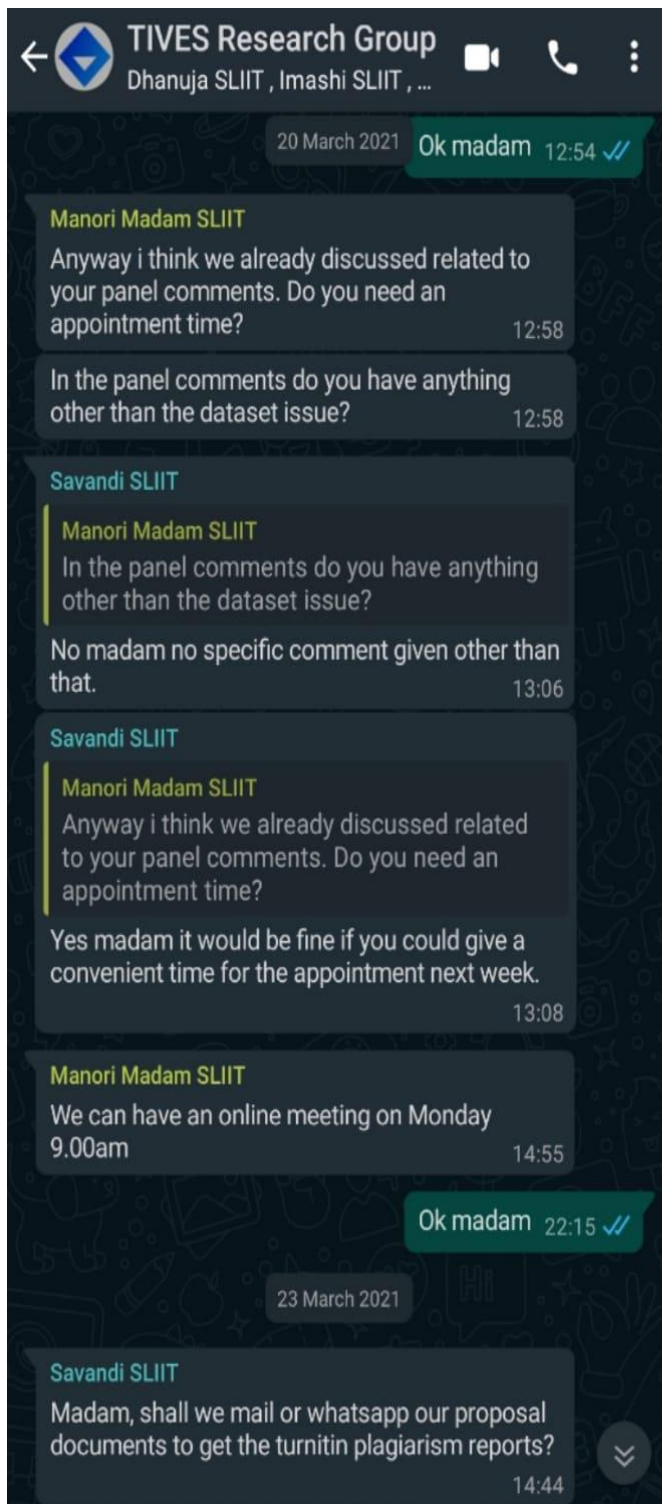 TIVES Research Group
Dhanuja SLIIT , Imashi SLIIT , ...
20 March 2021
Ok madam 12:54
Manori Madam SLIIT
Anyway i think we already discussed related to
your panel comments. Do you need an
appointment time?
12:58
In the panel comments do you have anything
other than the dataset issue?
12:58
Savandi SLIIT
Manori Madam SLIIT
In the panel comments do you have anything
other than the dataset issue?
No madam no specific comment given other than
that.
13:06
Savandi SLIIT
Manori Madam SLIIT
Anyway i think we already discussed related
to your panel comments. Do you need an
appointment time?
Yes madam it would be fine if you could give a
convenient time for the appointment next week.
13:08
Manori Madam SLIIT
We can have an online meeting on Monday
9.00am
14:55
Ok madam 22:15
23 March 2021
Savandi SLIIT
Madam, shall we mail or whatsapp our proposal
documents to get the turnitin plagiarism reports?
14:44